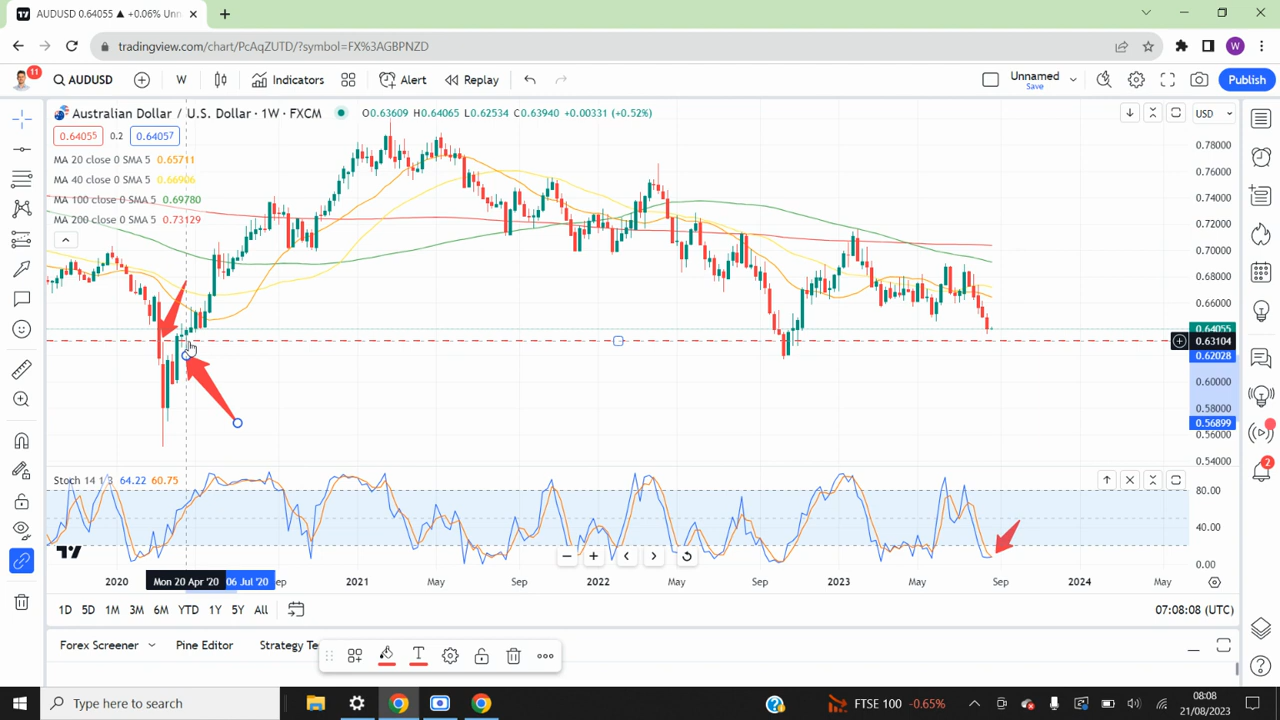 AUDUSD 0.64055 ▲ +0.06% Unn
tradingview.com/chart/PcAqZUTD/?symbol=FX%3AGBPNZD
W
11
AUDUSD
W
Indicators
Alert
Replay
Unnamed
Save
Publish
Australian Dollar / U.S. Dollar · 1W · FXCM
O0.63609 H0.64065 L0.62534 C0.63940 +0.00331 (+0.52%)
USD
0.64055
0.2
0.64057
MA 20 close 0 SMA 5 0.65711
MA 40 close 0 SMA 5 0.66906
MA 100 close 0 SMA 5 0.69780
MA 200 close 0 SMA 5 0.73129
0.78000
0.76000
0.74000
0.72000
0.70000
0.68000
0.66000
0.64055
0.63104
0.62028
0.60000
0.58000
0.56899
0.56000
0.54000
2
Stoch 14 1 3 64.22 60.75
80.00
40.00
0.00
2020
Mon 20 Apr '20
06 Jul '20
ep
2021
May
Sep
2022
May
Sep
2023
May
Sep
2024
May
1D
5D
1M
3M
6M
YTD
1Y
5Y
All
07:08:08 (UTC)
Forex Screener
Pine Editor
Strategy Te
T
Type here to search
FTSE 100 -0.65%
08:08
21/08/2023